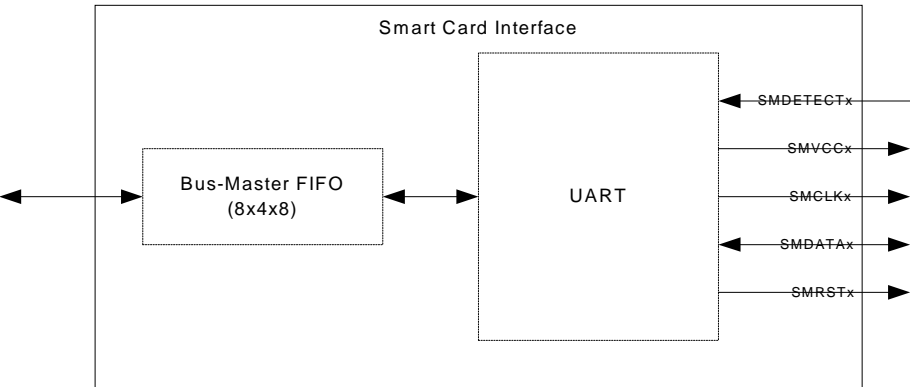 Smart Card Interface
SMDETECTx
SMVCCx
Bus-Master FIFO
(8x4x8)
UART
SMCLKx
SMDATAx
SMRSTx